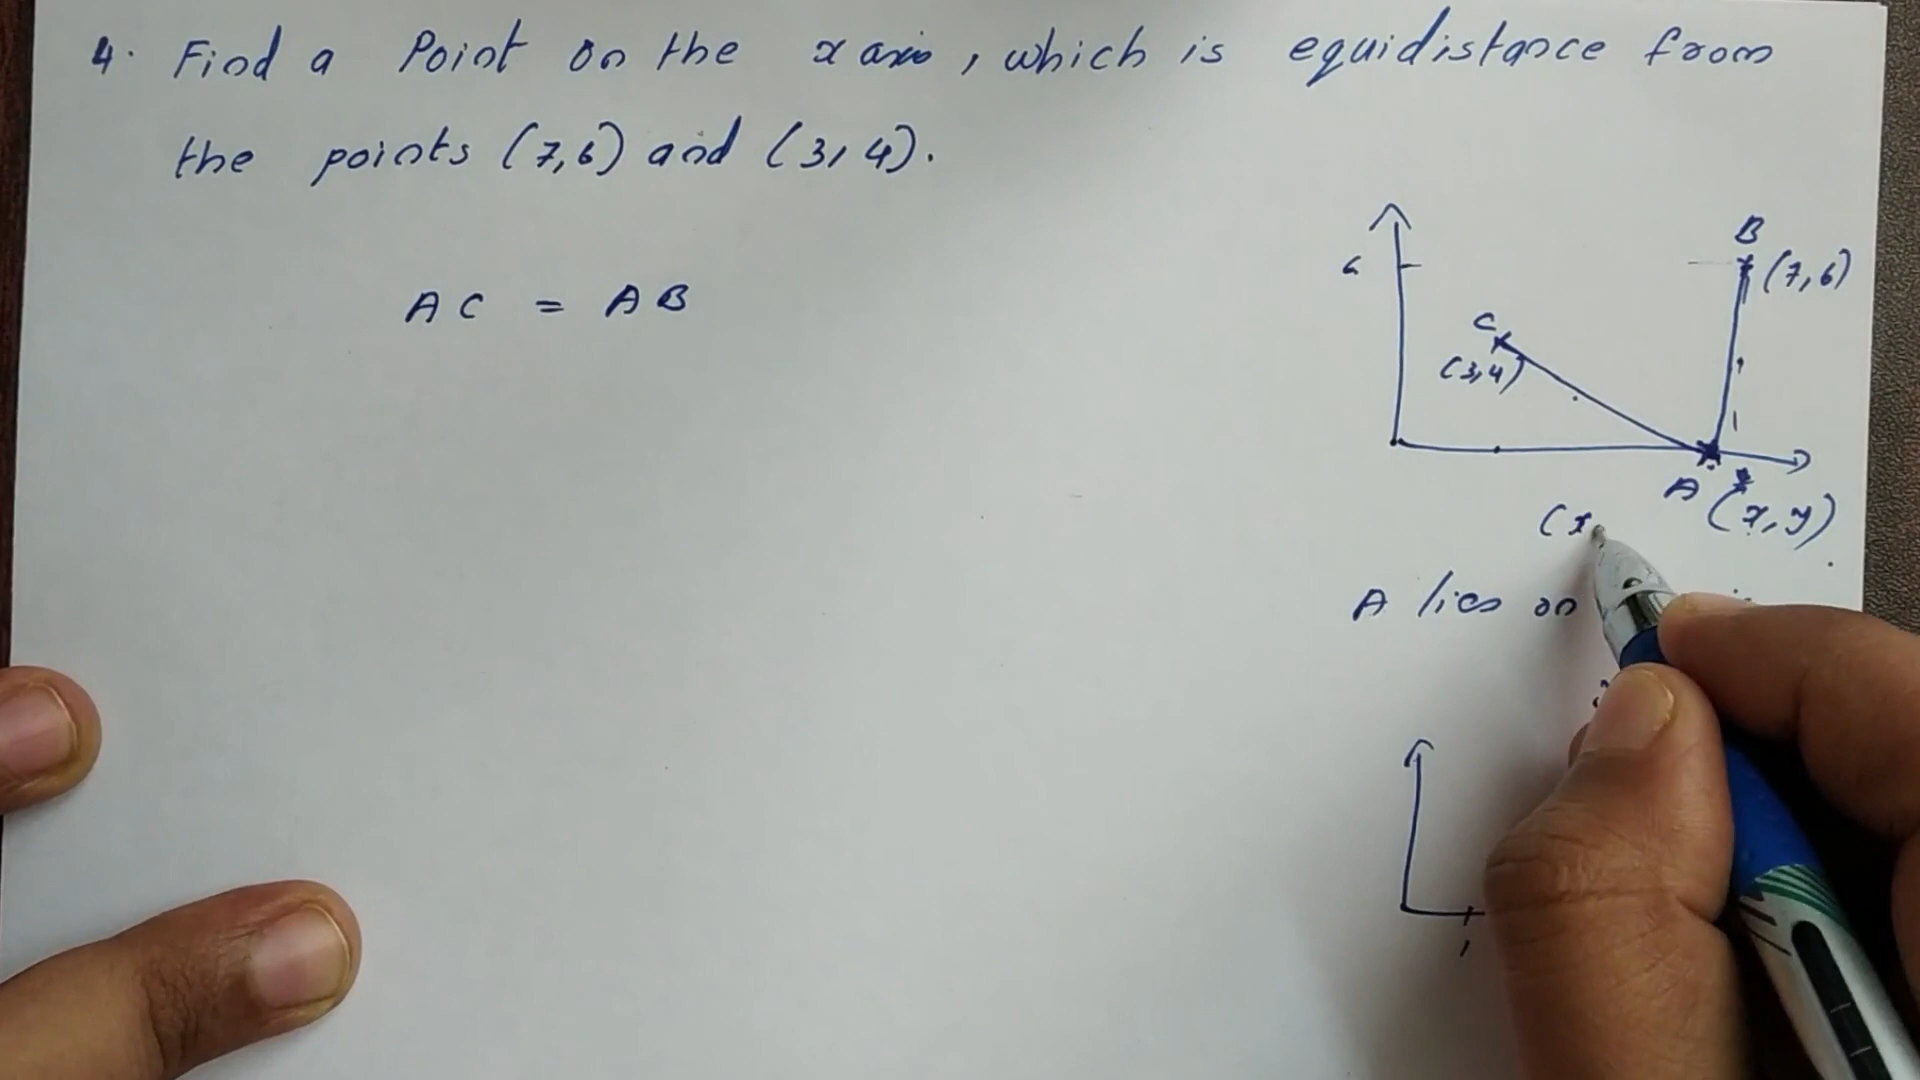 4. Find a Point on the x axis, which is equidistance from
the points (7,6) and (3,4).
AC = AB
6
B
(7,6)
C
(3,4)
A (x,y)
(x,
A lies on
1